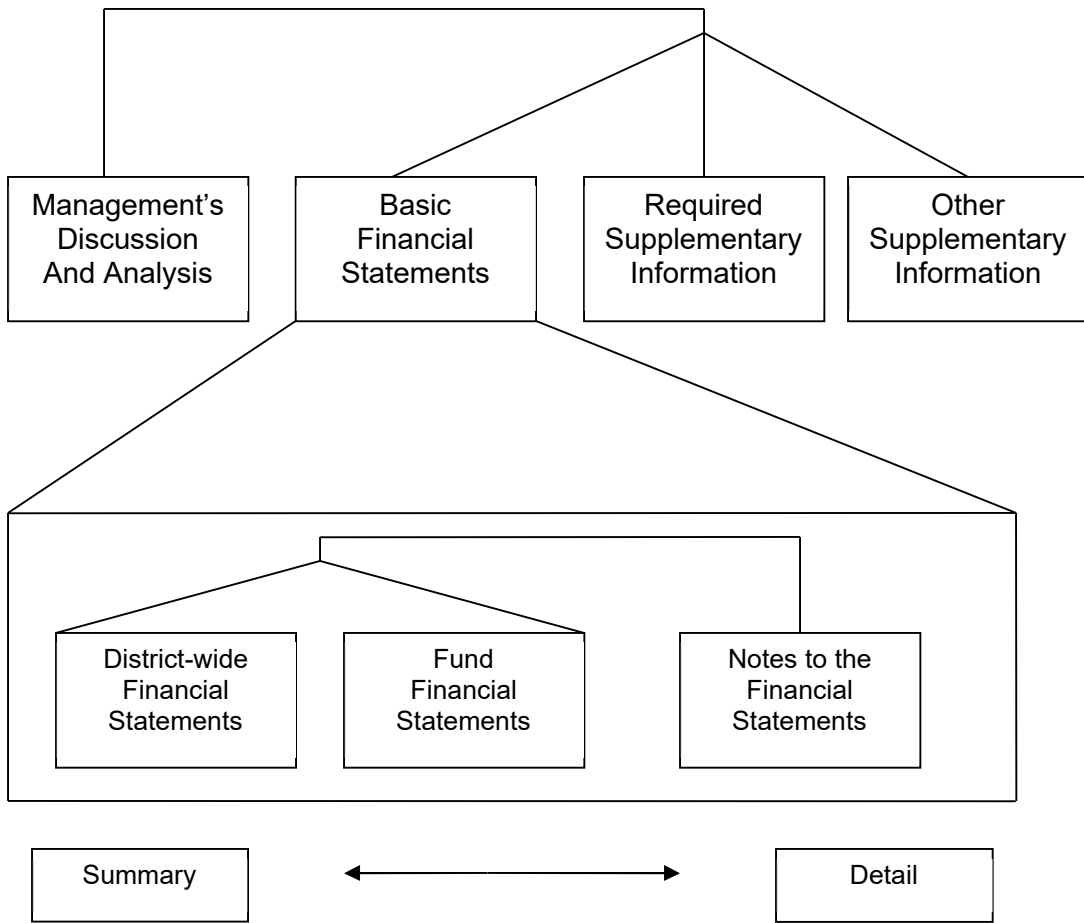 Management’s
Discussion
And Analysis
Basic
Financial
Statements
Required
Supplementary
Information
Other
Supplementary
Information
District-wide
Financial
Statements
Fund
Financial
Statements
Notes to the
Financial
Statements
Summary
Detail